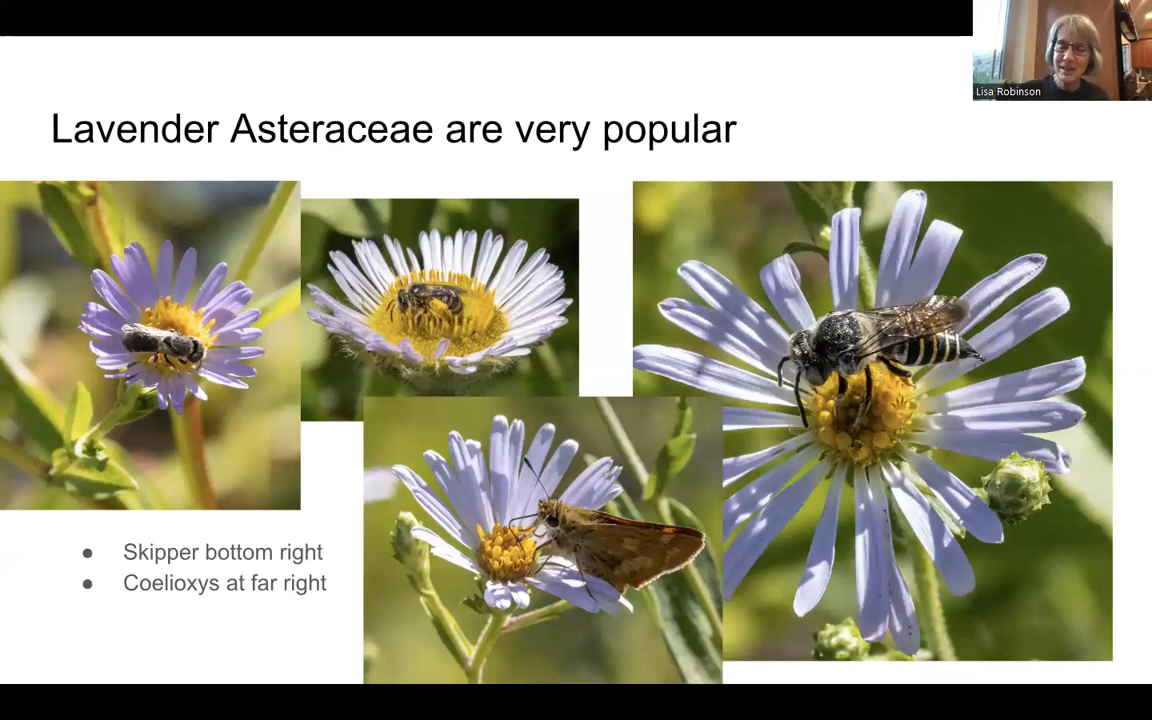 Lisa Robinson
Lavender Asteraceae are very popular
● Skipper bottom right
● Coelioxys at far right